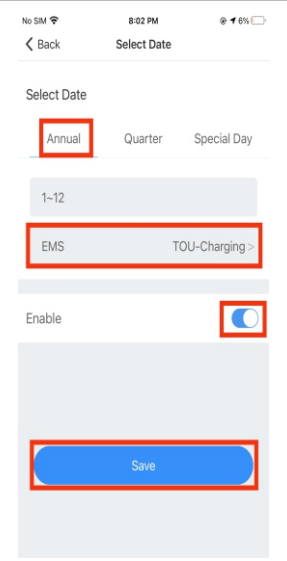 No SIM 8:02 PM 6%
Back Select Date
Select Date
Annual Quarter Special Day
1~12
EMS TOU-Charging >
Enable
Save